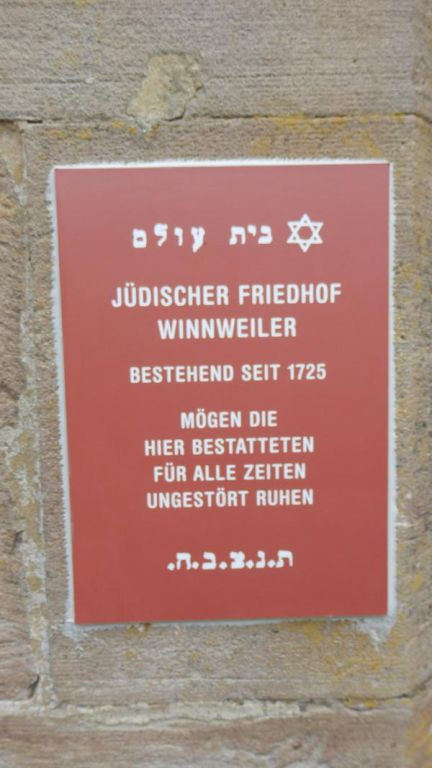 בית עולם
JÜDISCHER FRIEDHOF
WINNWEILER
BESTEHEND SEIT 1725
MÖGEN DIE
HIER BESTATTETEN
FÜR ALLE ZEITEN
UNGESTÖRT RUHEN
ת.נ.צ.ב.ה.